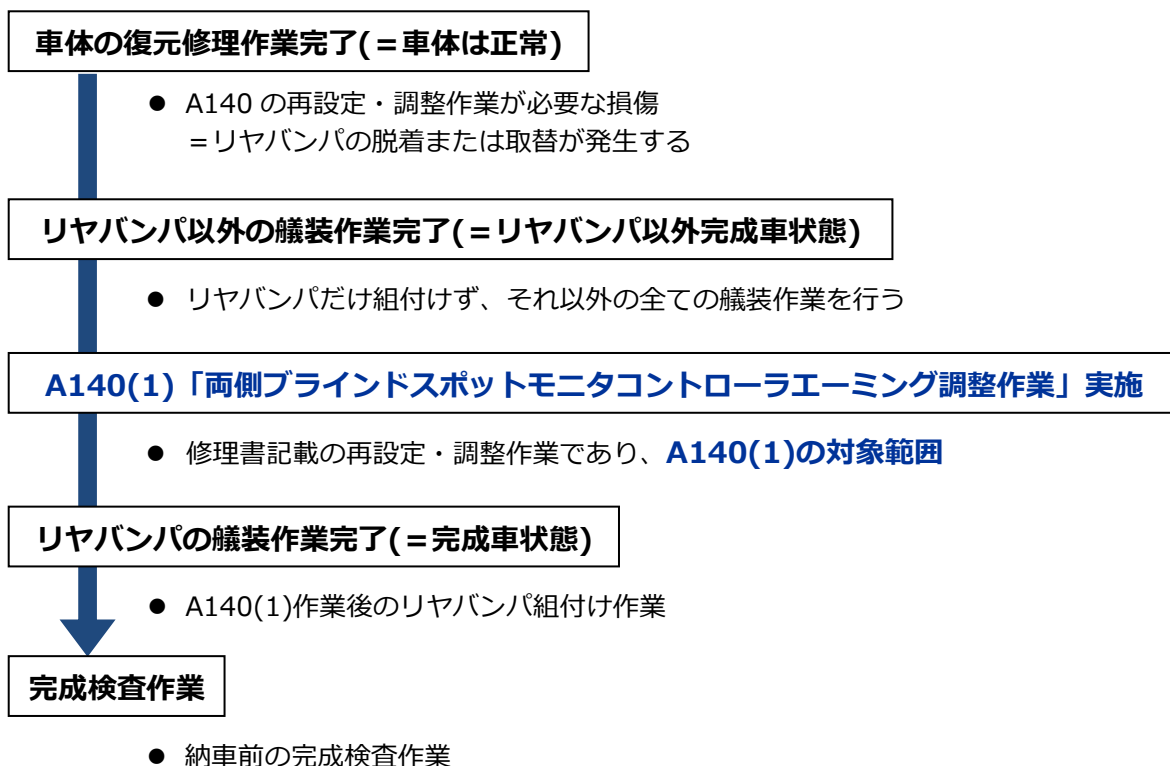 車体の復元修理作業完了(＝車体は正常)
● A140 の再設定・調整作業が必要な損傷
＝リヤバンパの脱着または取替が発生する
リヤバンパ以外の艤装作業完了(＝リヤバンパ以外完成車状態)
● リヤバンパだけ組付けず、それ以外の全ての艤装作業を行う
A140(1)「両側ブラインドスポットモニタコントローラエーミング調整作業」実施
● 修理書記載の再設定・調整作業であり、A140(1)の対象範囲
リヤバンパの艤装作業完了(＝完成車状態)
● A140(1)作業後のリヤバンパ組付け作業
完成検査作業
● 納車前の完成検査作業